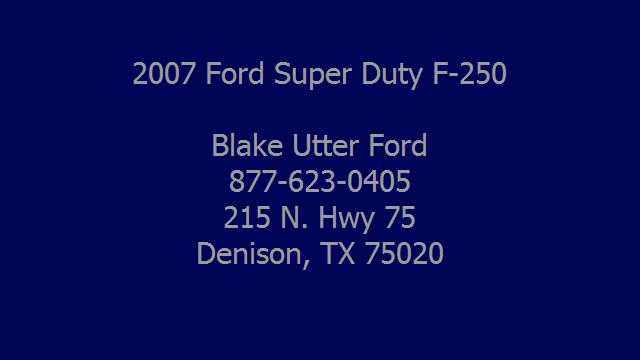 2007 Ford Super Duty F-250
Blake Utter Ford
877-623-0405
215 N. Hwy 75
Denison, TX 75020